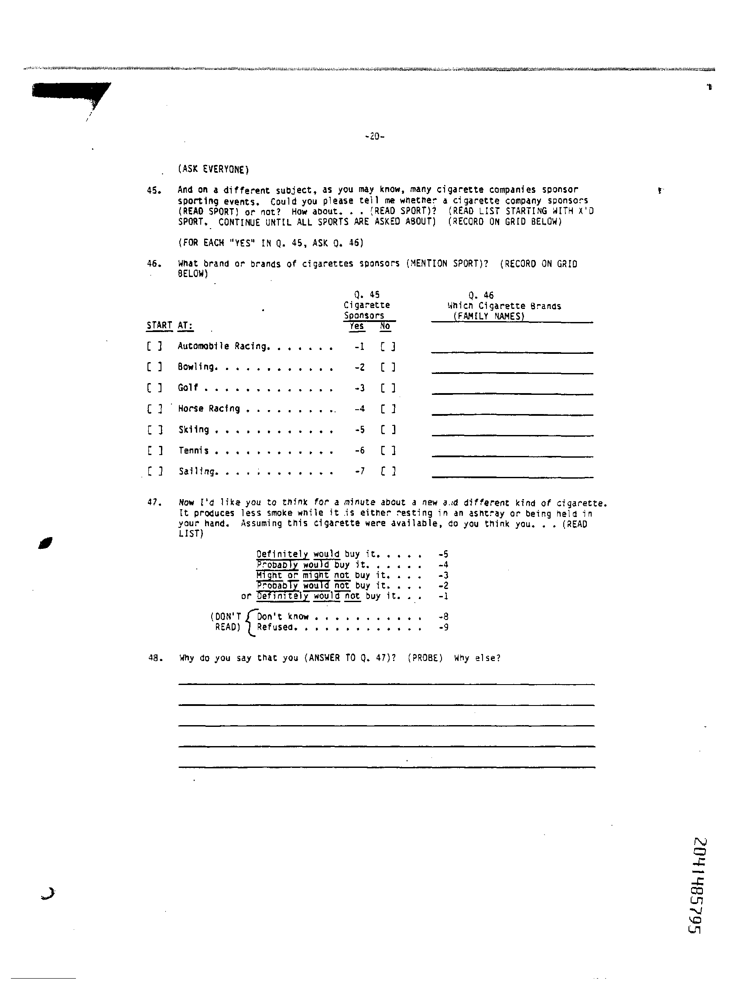 -20-
(ASK EVERYONE)
45. And on a different subject, as you may know, many cigarette companies sponsor
sporting events. Could you please tell me whether a cigarette company sponsors
(READ SPORT) or not? How about. . . (READ SPORT)? (READ LIST STARTING WITH X'D
SPORT. CONTINUE UNTIL ALL SPORTS ARE ASKED ABOUT) (RECORD ON GRID BELOW)
(FOR EACH "YES" IN Q. 45, ASK Q. 46)
46. What brand or brands of cigarettes sponsors (MENTION SPORT)? (RECORD ON GRID
BELOW)
Q. 45 Q. 46
Cigarette Which Cigarette Brands
Sponsors (FAMILY NAMES)
START AT: Yes No
[ ] Automobile Racing. . . . . . . -1 [ ]
[ ] Bowling. . . . . . . . . . . . -2 [ ]
[ ] Golf . . . . . . . . . . . . . -3 [ ]
[ ] Horse Racing . . . . . . . . . -4 [ ]
[ ] Skiing . . . . . . . . . . . . -5 [ ]
[ ] Tennis . . . . . . . . . . . . -6 [ ]
[ ] Sailing. . . . . . . . . . . . -7 [ ]
47. Now I'd like you to think for a minute about a new and different kind of cigarette.
It produces less smoke while it is either resting in an ashtray or being held in
your hand. Assuming this cigarette were available, do you think you. . . (READ
LIST)
Definitely would buy it. . . . . -5
Probably would buy it. . . . . . -4
Might or might not buy it. . . . -3
Probably would not buy it. . . . -2
or Definitely would not buy it. . . -1
(DON'T Don't know . . . . . . . . . . . -8
READ) Refused. . . . . . . . . . . . . -9
48. Why do you say that you (ANSWER TO Q. 47)? (PROBE) Why else?
2041485795